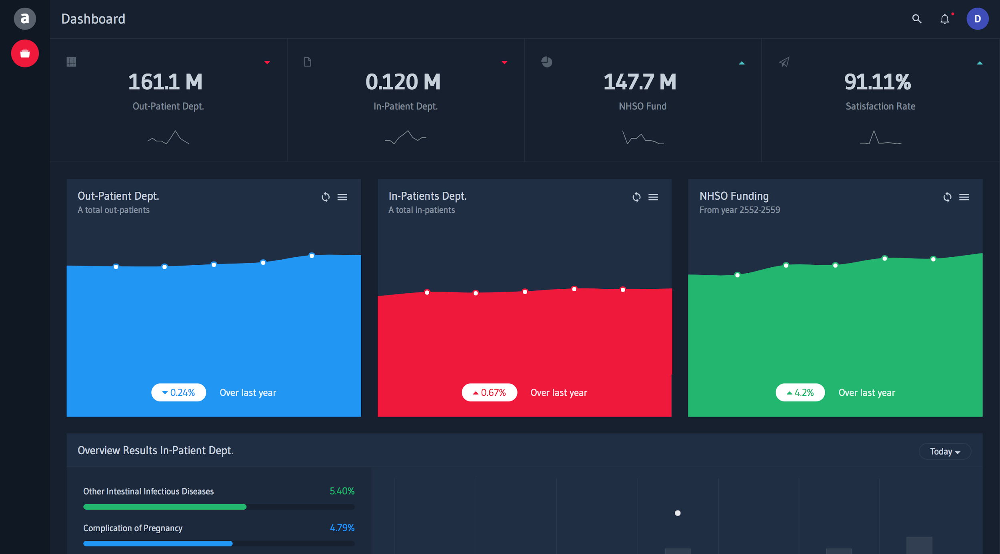 a
Dashboard
D
161.1 M
Out-Patient Dept.
0.120 M
In-Patient Dept.
147.7 M
NHSO Fund
91.11%
Satisfaction Rate
Out-Patient Dept.
A total out-patients
0.24%
Over last year
In-Patients Dept.
A total in-patients
0.67%
Over last year
NHSO Funding
From year 2552-2559
4.2%
Over last year
Overview Results In-Patient Dept.
Today
Other Intestinal Infectious Diseases
5.40%
Complication of Pregnancy
4.79%